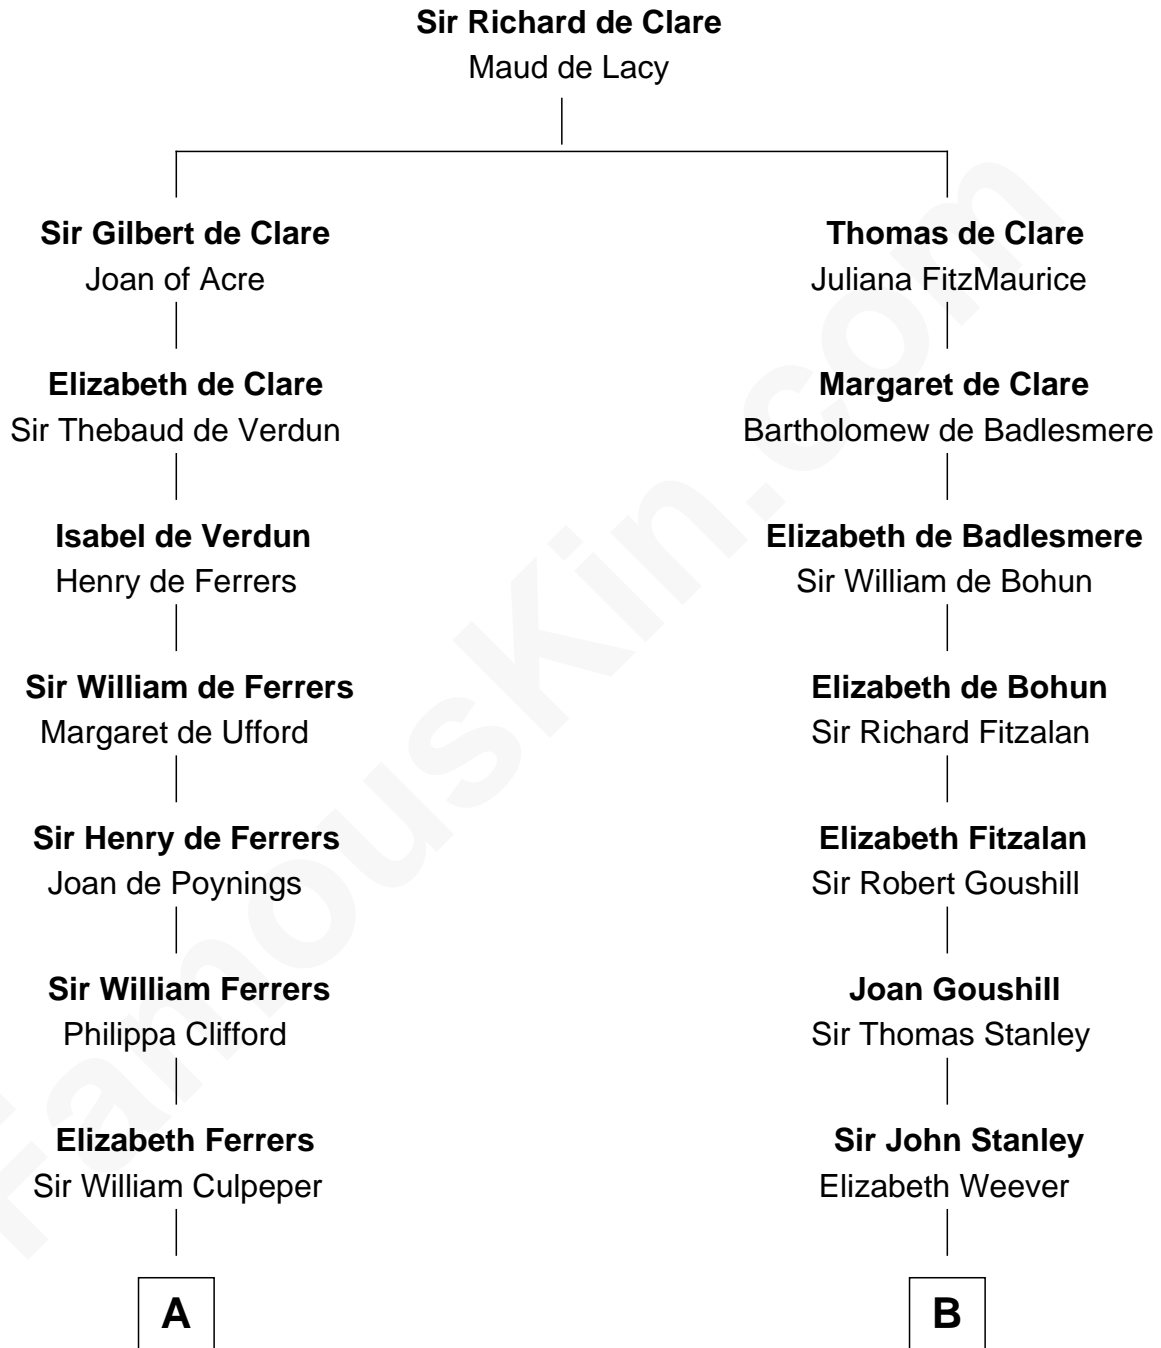 Sir Richard de Clare
Maud de Lacy
Sir Gilbert de Clare
Joan of Acre
Thomas de Clare
Juliana FitzMaurice
Elizabeth de Clare
Sir Thebaud de Verdun
Margaret de Clare
Bartholomew de Badlesmere
Isabel de Verdun
Henry de Ferrers
Elizabeth de Badlesmere
Sir William de Bohun
Sir William de Ferrers
Margaret de Ufford
Elizabeth de Bohun
Sir Richard Fitzalan
Sir Henry de Ferrers
Joan de Poynings
Elizabeth Fitzalan
Sir Robert Goushill
Sir William Ferrers
Philippa Clifford
Joan Goushill
Sir Thomas Stanley
Elizabeth Ferrers
Sir William Culpeper
Sir John Stanley
Elizabeth Weever
A
B
FamousKin.com